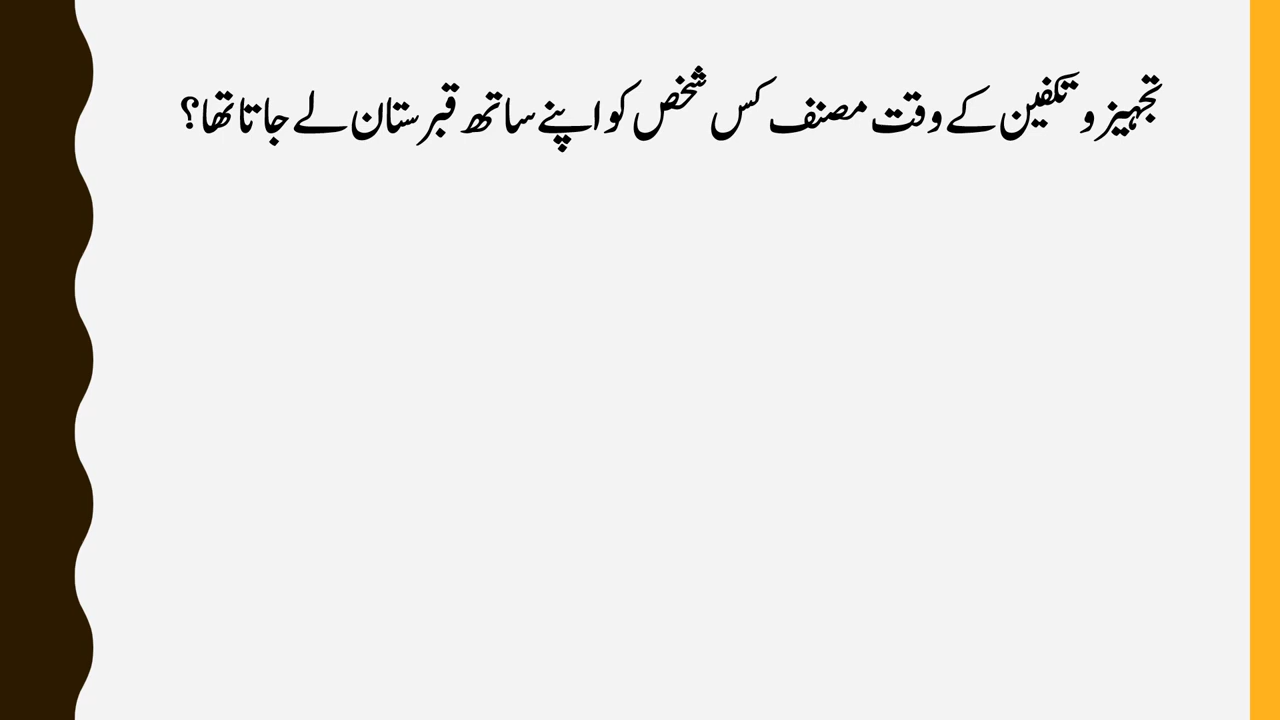 تجہیز و تکفین کے وقت مصنف کس شخص کو اپنے ساتھ قبرستان لے جاتا تھا؟